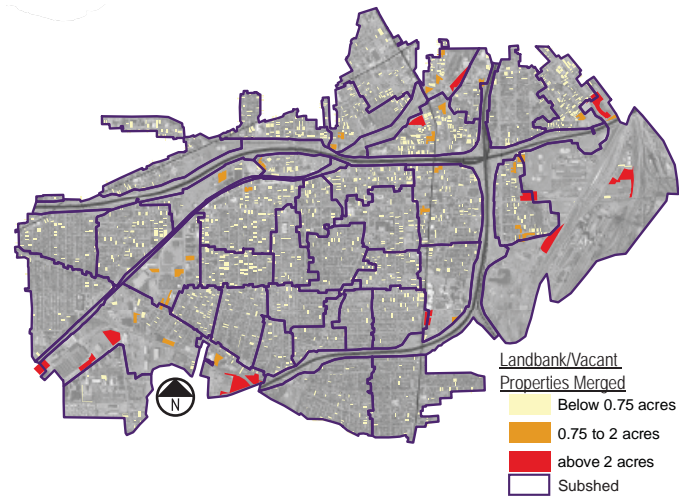 N
Landbank/Vacant
Properties Merged
Below 0.75 acres
0.75 to 2 acres
above 2 acres
Subshed